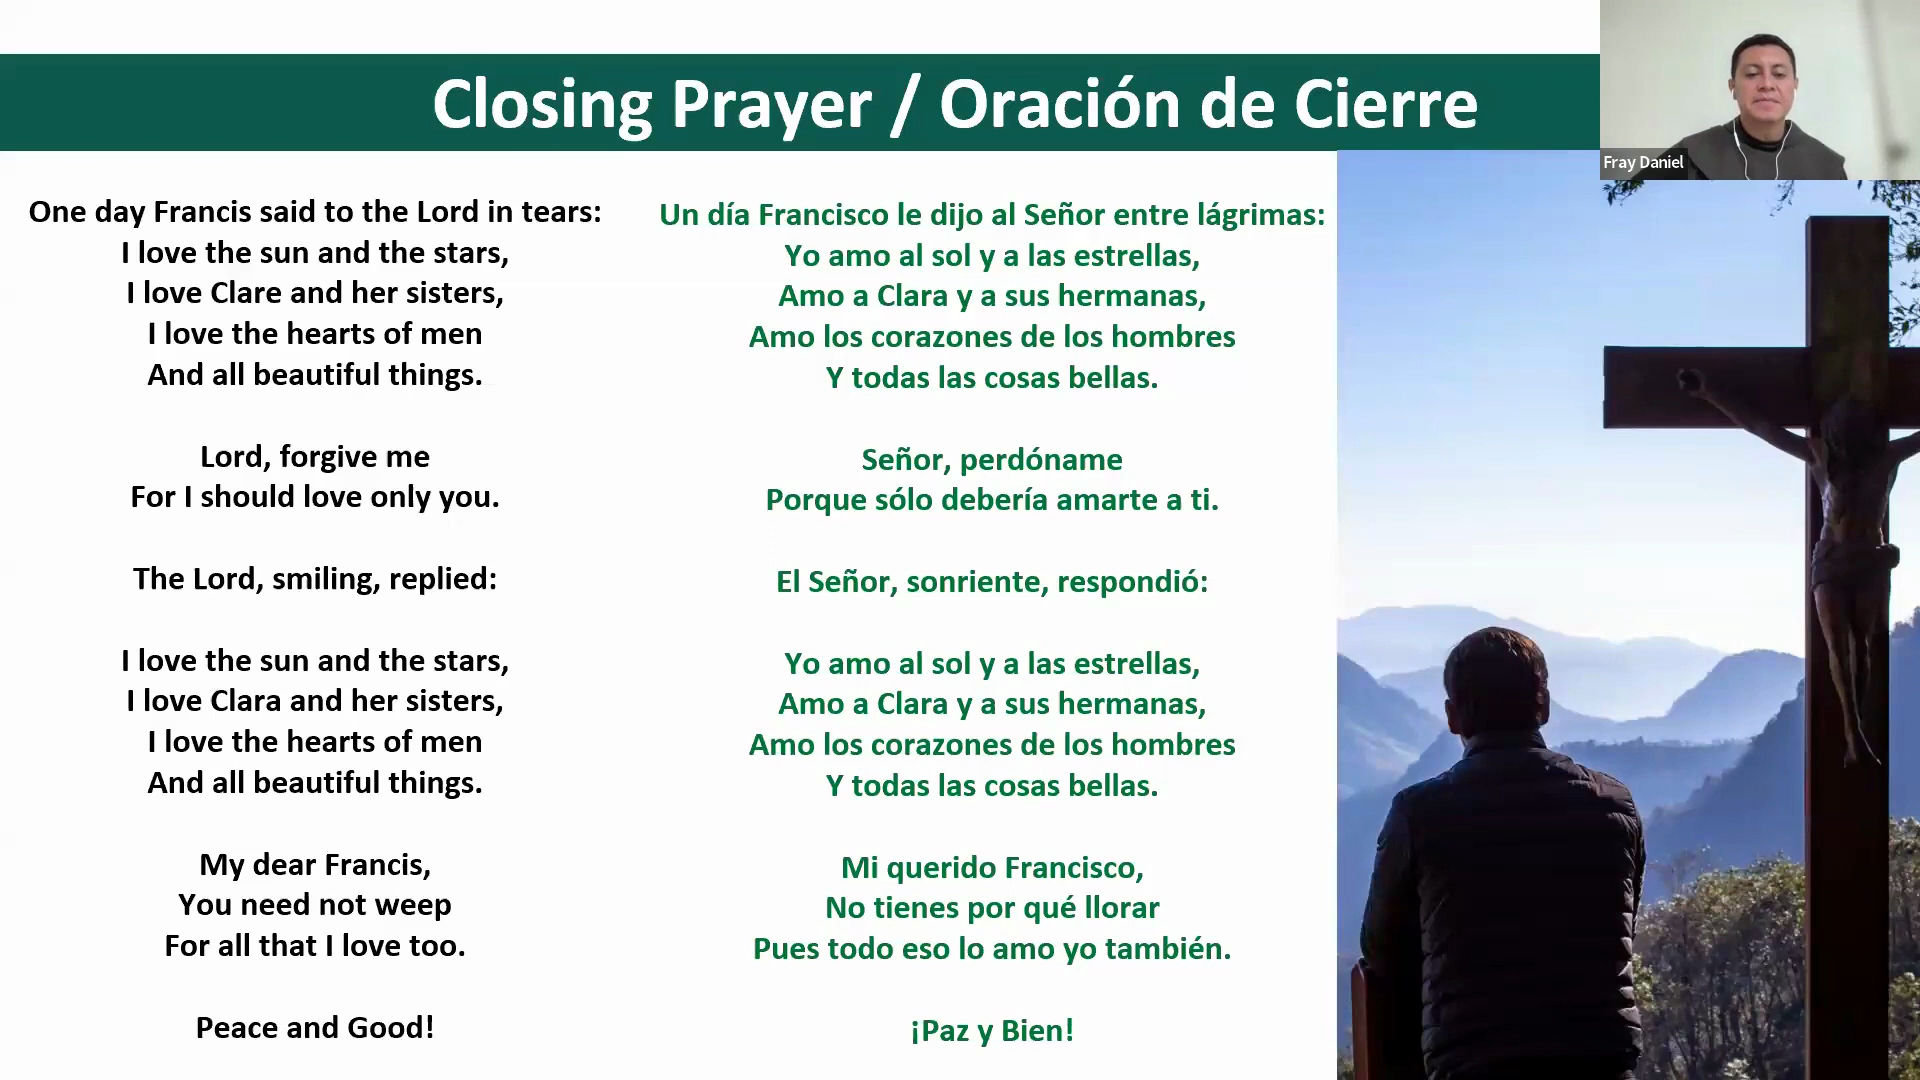 Closing Prayer / Oración de Cierre
Fray Daniel
One day Francis said to the Lord in tears:
I love the sun and the stars,
I love Clare and her sisters,
I love the hearts of men
And all beautiful things.
Lord, forgive me
For I should love only you.
The Lord, smiling, replied:
I love the sun and the stars,
I love Clara and her sisters,
I love the hearts of men
And all beautiful things.
My dear Francis,
You need not weep
For all that I love too.
Peace and Good!
Un día Francisco le dijo al Señor entre lágrimas:
Yo amo al sol y a las estrellas,
Amo a Clara y a sus hermanas,
Amo los corazones de los hombres
Y todas las cosas bellas.
Señor, perdóname
Porque sólo debería amarte a ti.
El Señor, sonriente, respondió:
Yo amo al sol y a las estrellas,
Amo a Clara y a sus hermanas,
Amo los corazones de los hombres
Y todas las cosas bellas.
Mi querido Francisco,
No tienes por qué llorar
Pues todo eso lo amo yo también.
¡Paz y Bien!